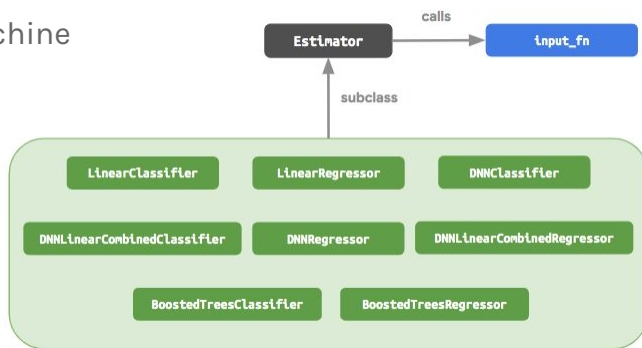 chine
calls
Estimator
input_fn
subclass
LinearClassifier
LinearRegressor
DNNClassifier
DNNLinearCombinedClassifier
DNNRegressor
DNNLinearCombinedRegressor
BoostedTreesClassifier
BoostedTreesRegressor